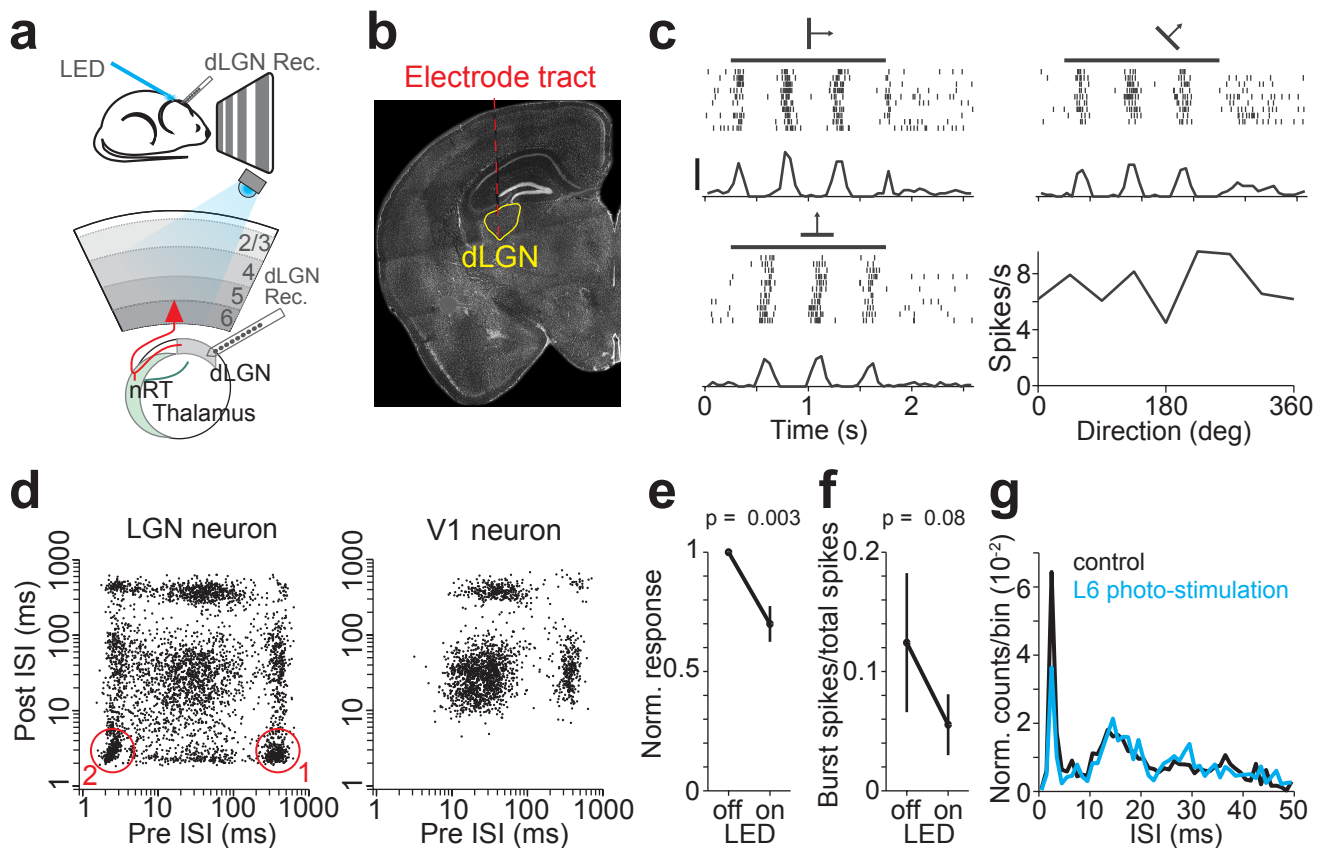 a
LED
dLGN Rec.
2/3
4
5
6
dLGN
Rec.
dLGN
nRT
Thalamus
b
Electrode tract
dLGN
c
0
1
2
Time (s)
Spikes/s
8
4
0
0
180
360
Direction (deg)
d
LGN neuron
Post ISI (ms)
1000
100
10
1
2
1
1
10
100
1000
Pre ISI (ms)
V1 neuron
1000
100
10
1
1
10
100
1000
Pre ISI (ms)
e
p = 0.003
Norm. response
1
0.5
0
off on
LED
f
p = 0.08
Burst spikes/total spikes
0.2
0.1
0
off on
LED
g
Norm. counts/bin (10-2)
8
6
4
2
0
control
L6 photo-stimulation
0 10 20 30 40 50
ISI (ms)